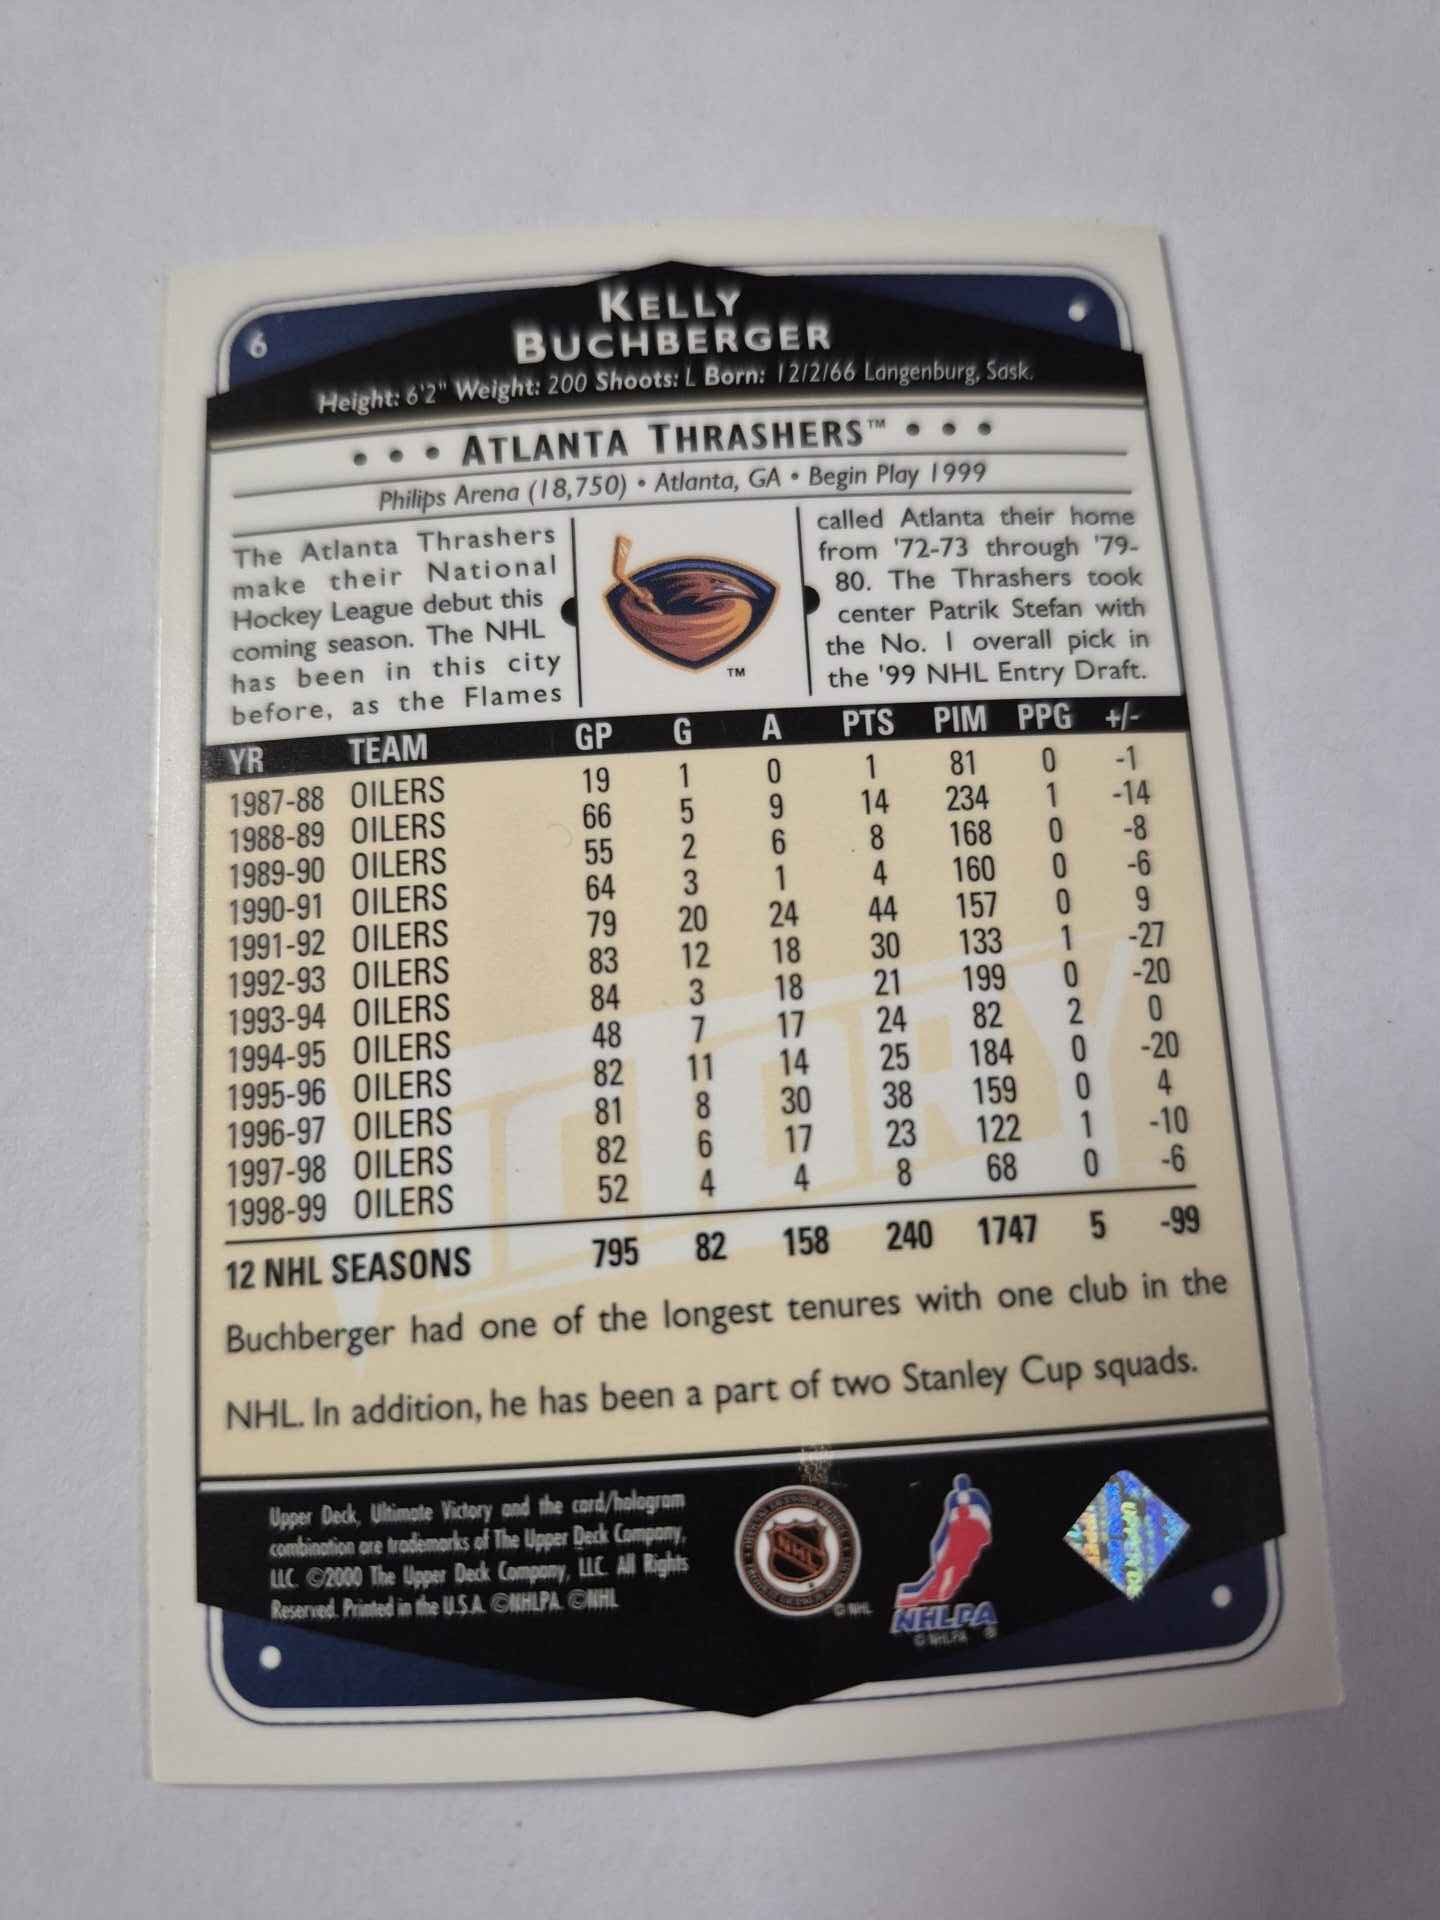 6
KELLY
BUCHBERGER
Height: 6'2" Weight: 200 Shoots: L Born: 12/2/66 Langenburg, Sask.
• • • ATLANTA THRASHERS™ • • •
Philips Arena (18,750) • Atlanta, GA • Begin Play 1999
The Atlanta Thrashers
make their National
Hockey League debut this
coming season. The NHL
has been in this city
before, as the Flames
TM
called Atlanta their home
from '72-73 through '79-
80. The Thrashers took
center Patrik Stefan with
the No. 1 overall pick in
the '99 NHL Entry Draft.
YR TEAM GP G A PTS PIM PPG +/-
1987-88 OILERS 19 1 0 1 81 0 -1
1988-89 OILERS 66 5 9 14 234 1 -14
1989-90 OILERS 55 2 6 8 168 0 -8
1990-91 OILERS 64 3 1 4 160 0 -6
1991-92 OILERS 79 20 24 44 157 0 9
1992-93 OILERS 83 12 18 30 133 1 -27
1993-94 OILERS 84 3 18 21 199 0 -20
1994-95 OILERS 48 7 17 24 82 2 0
1995-96 OILERS 82 11 14 25 184 0 -20
1996-97 OILERS 81 8 30 38 159 0 4
1997-98 OILERS 82 6 17 23 122 1 -10
1998-99 OILERS 52 4 4 8 68 0 -6
12 NHL SEASONS 795 82 158 240 1747 5 -99
VICTORY
Buchberger had one of the longest tenures with one club in the
NHL. In addition, he has been a part of two Stanley Cup squads.
Upper Deck, Ultimate Victory and the card/hologram
combination are trademarks of The Upper Deck Company,
LLC. ©2000 The Upper Deck Company, LLC. All Rights
Reserved. Printed in the U.S.A. ©NHLPA. ©NHL
NHL
© NHL
NHLPA
© NHLPA ®
UPPER DECK